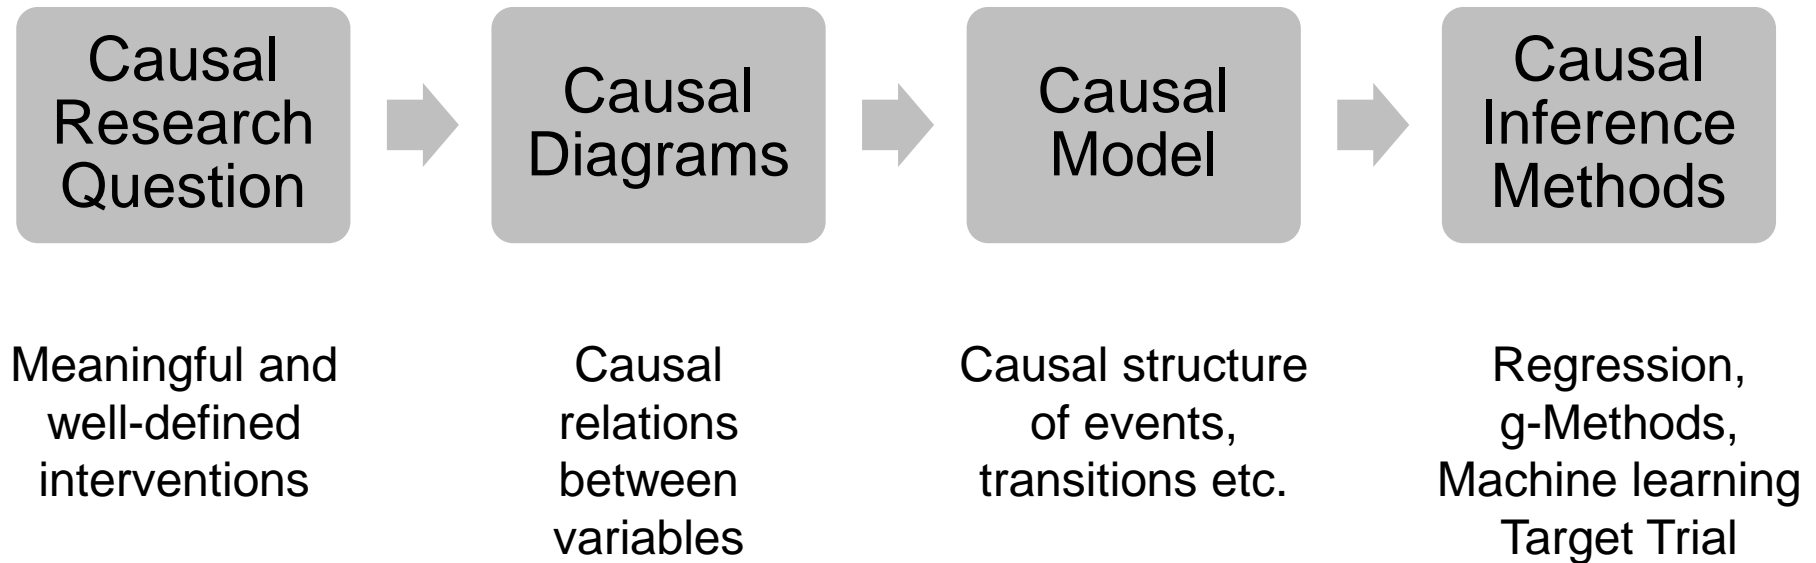 Causal
Research
Question
Causal
Diagrams
Causal
Model
Causal
Inference
Methods
Meaningful and
well-defined
interventions
Causal
relations
between
variables
Causal structure
of events,
transitions etc.
Regression,
g-Methods,
Machine learning
Target Trial